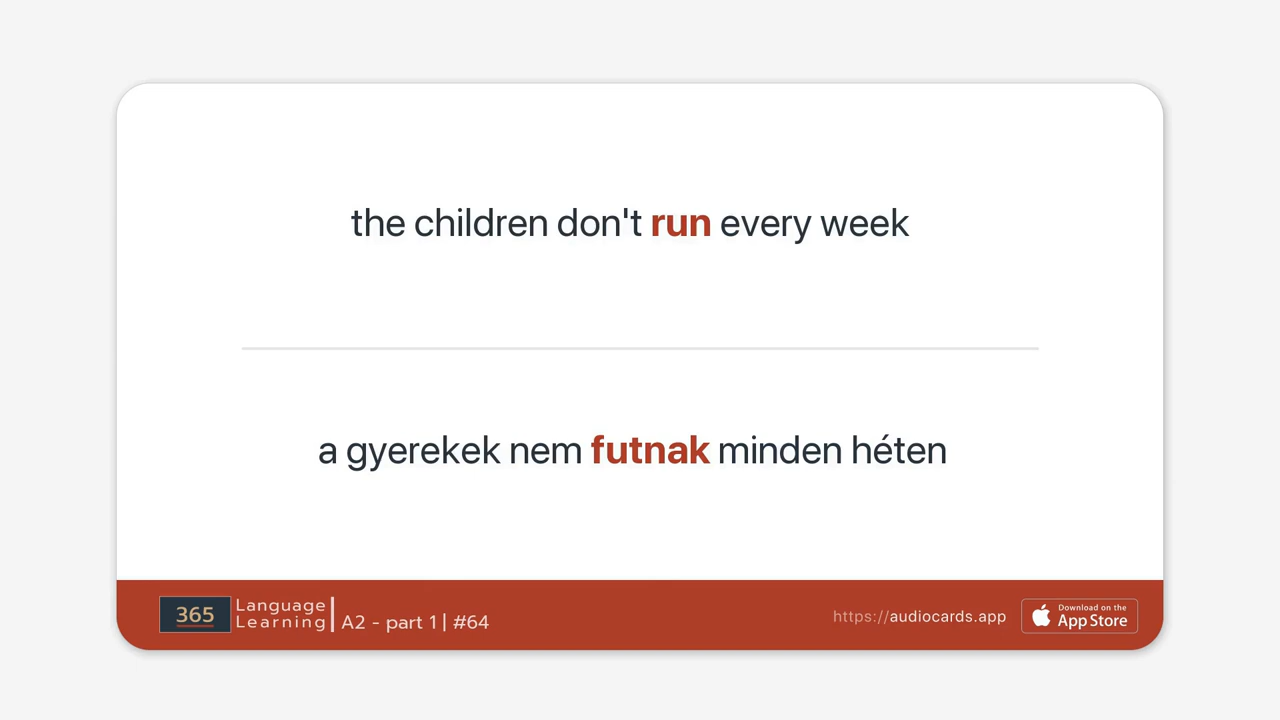 the children don't run every week
a gyerekek nem futnak minden héten
365
Language
Learning
A2 - part 1 | #64
https://audiocards.app
Download on the
App Store